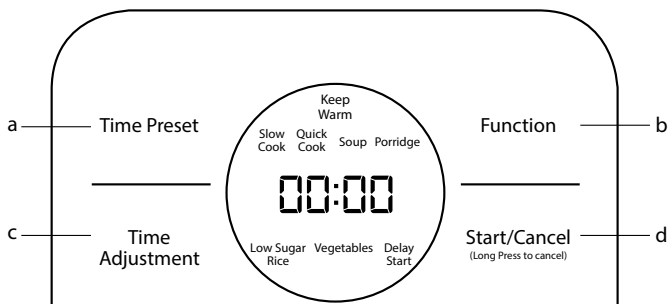 Keep
Warm
a
Time Preset
Slow
Cook
Quick
Cook
Soup
Porridge
Function
b
00:00
c
Time
Adjustment
Low Sugar
Rice
Vegetables
Delay
Start
Start/Cancel
(Long Press to cancel)
d